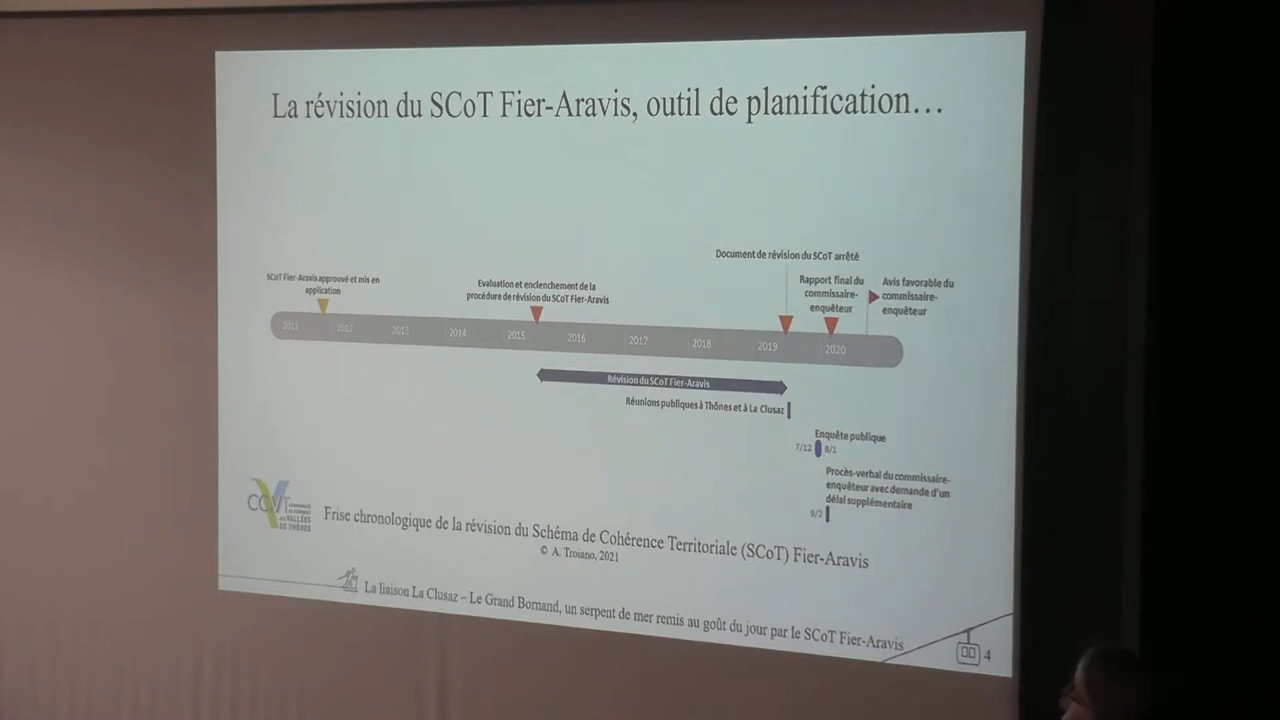 La révision du SCoT Fier-Aravis, outil de planification…
Document de révision du SCoT arrêté
SCoT Fier-Aravis approuvé et mis en
application
Evaluation et enclenchement de la
procédure de révision du SCoT Fier-Aravis
Rapport final du
commissaire-
enquêteur
Avis favorable du
commissaire-
enquêteur
2011 2012 2013 2014 2015 2016 2017 2018 2019 2020
Révision du SCoT Fier-Aravis
Réunions publiques à Thônes et à La Clusaz
Enquête publique
7/12 8/1
Procès-verbal du commissaire-
enquêteur avec demande d'un
délai supplémentaire
9/2
CCVT
VALLÉES
DE THÔNES
Frise chronologique de la révision du Schéma de Cohérence Territoriale (SCoT) Fier-Aravis
© A. Troiano, 2021
La liaison La Clusaz – Le Grand Bornand, un serpent de mer remis au goût du jour par le SCoT Fier-Aravis
4